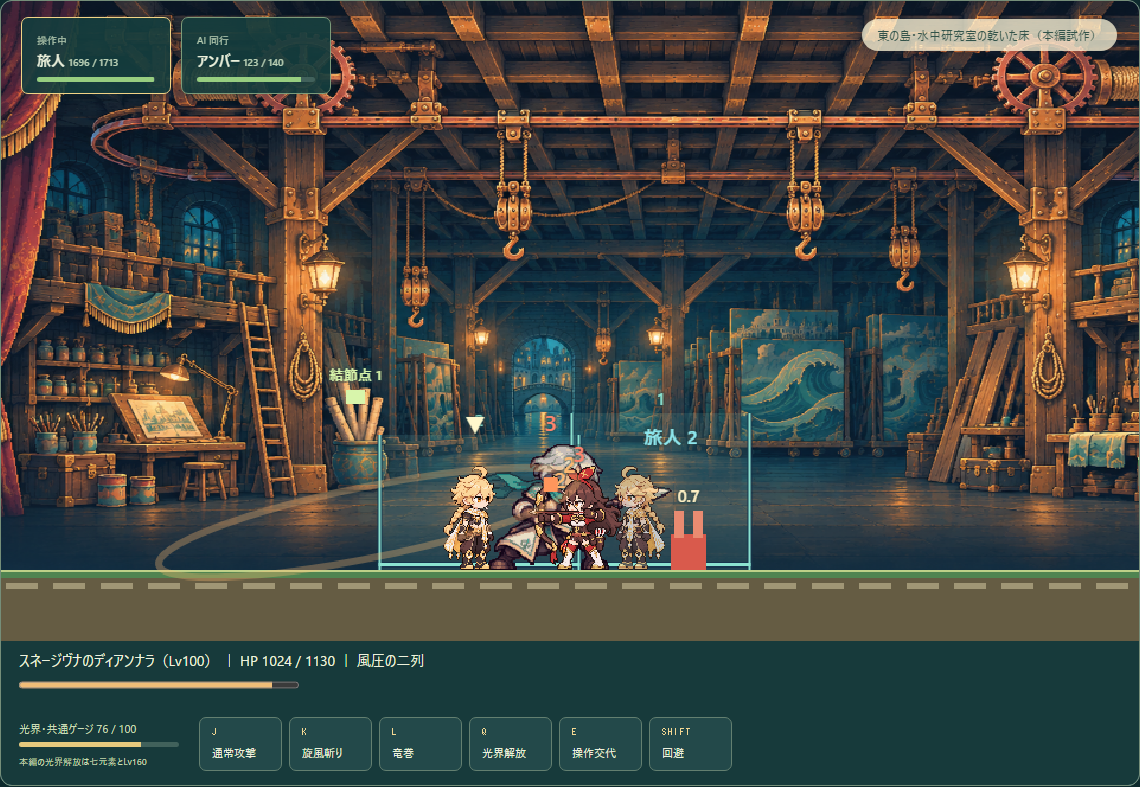 操作中
旅人 1696 / 1713
AI 同行
アンバー 123 / 140
東の島・水中研究室の乾いた床（本編試作）
結節点 1
3
1
旅人 2
3
0.7
スネージヴナのディアンナラ（Lv100） | HP 1024 / 1130 | 風圧の二列
光界・共通ゲージ 76 / 100
本編の光界解放は七元素とLv160
J
通常攻撃
K
旋風斬り
L
竜巻
Q
光界解放
E
操作交代
SHIFT
回避